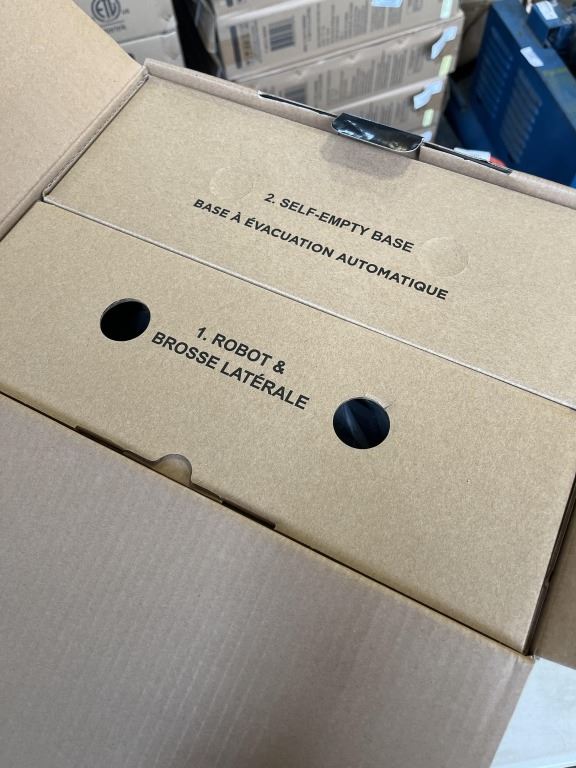 2. SELF-EMPTY BASE
BASE À ÉVACUATION AUTOMATIQUE
1. ROBOT &
BROSSE LATÉRALE